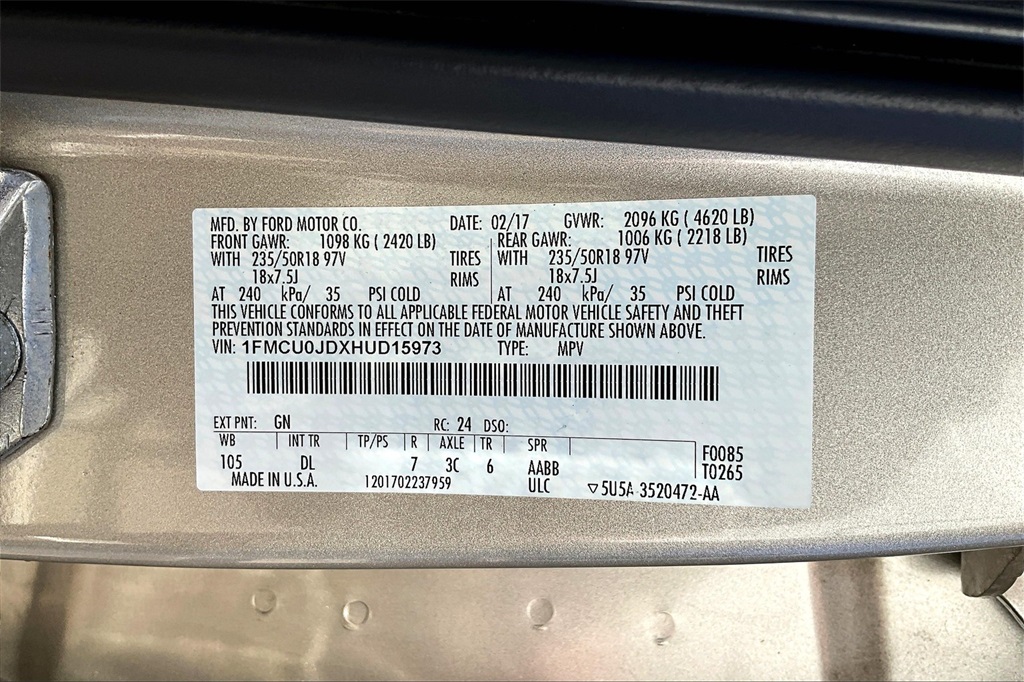 MFD. BY FORD MOTOR CO. DATE: 02/17 GVWR: 2096 KG ( 4620 LB)
FRONT GAWR: 1098 KG ( 2420 LB) REAR GAWR: 1006 KG ( 2218 LB)
WITH 235/50R18 97V TIRES WITH 235/50R18 97V TIRES
18x7.5J RIMS 18x7.5J RIMS
AT 240 kPa/ 35 PSI COLD AT 240 kPa/ 35 PSI COLD
THIS VEHICLE CONFORMS TO ALL APPLICABLE FEDERAL MOTOR VEHICLE SAFETY AND THEFT
PREVENTION STANDARDS IN EFFECT ON THE DATE OF MANUFACTURE SHOWN ABOVE.
VIN: 1FMCU0JDXHUD15973 TYPE: MPV
EXT PNT: GN RC: 24 DSO:
WB INT TR TP/PS R AXLE TR SPR F0085
105 DL 7 3C 6 AABB T0265
MADE IN U.S.A. 1201702237959 ULC ▽5U5A 3520472-AA